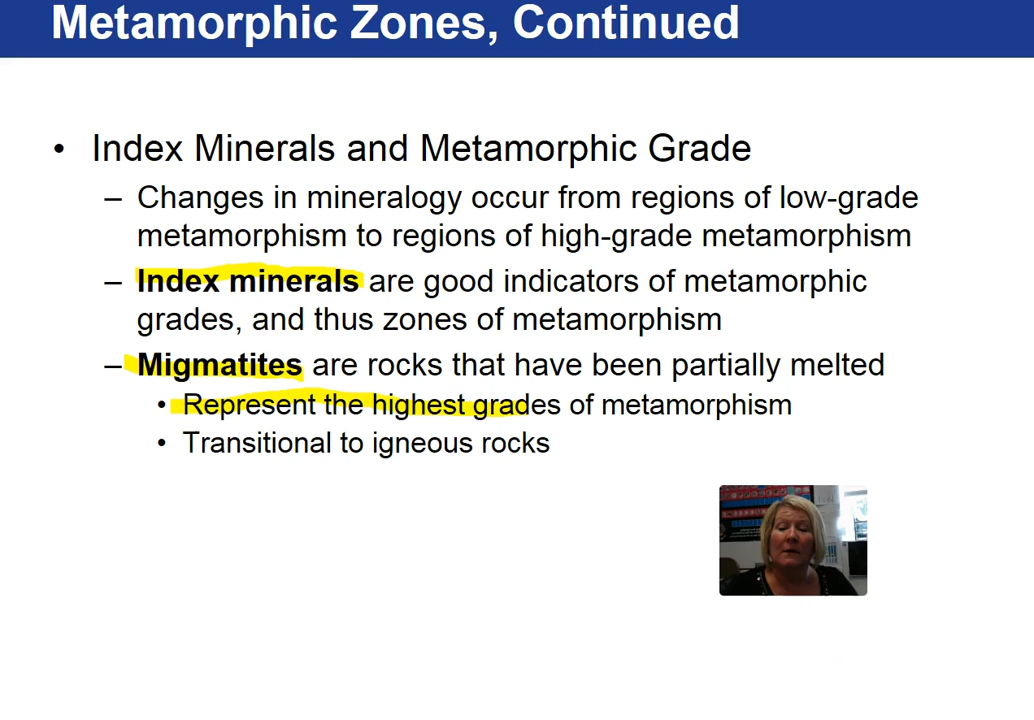 Metamorphic Zones, Continued
• Index Minerals and Metamorphic Grade
– Changes in mineralogy occur from regions of low-grade
metamorphism to regions of high-grade metamorphism
– Index minerals are good indicators of metamorphic
grades, and thus zones of metamorphism
– Migmatites are rocks that have been partially melted
• Represent the highest grades of metamorphism
• Transitional to igneous rocks